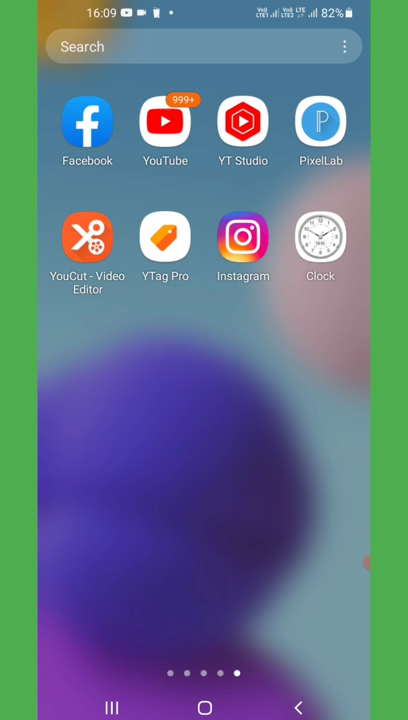 16:09 82%
Search
999+
Facebook YouTube YT Studio PixelLab
YouCut - Video YTag Pro Instagram Clock
Editor